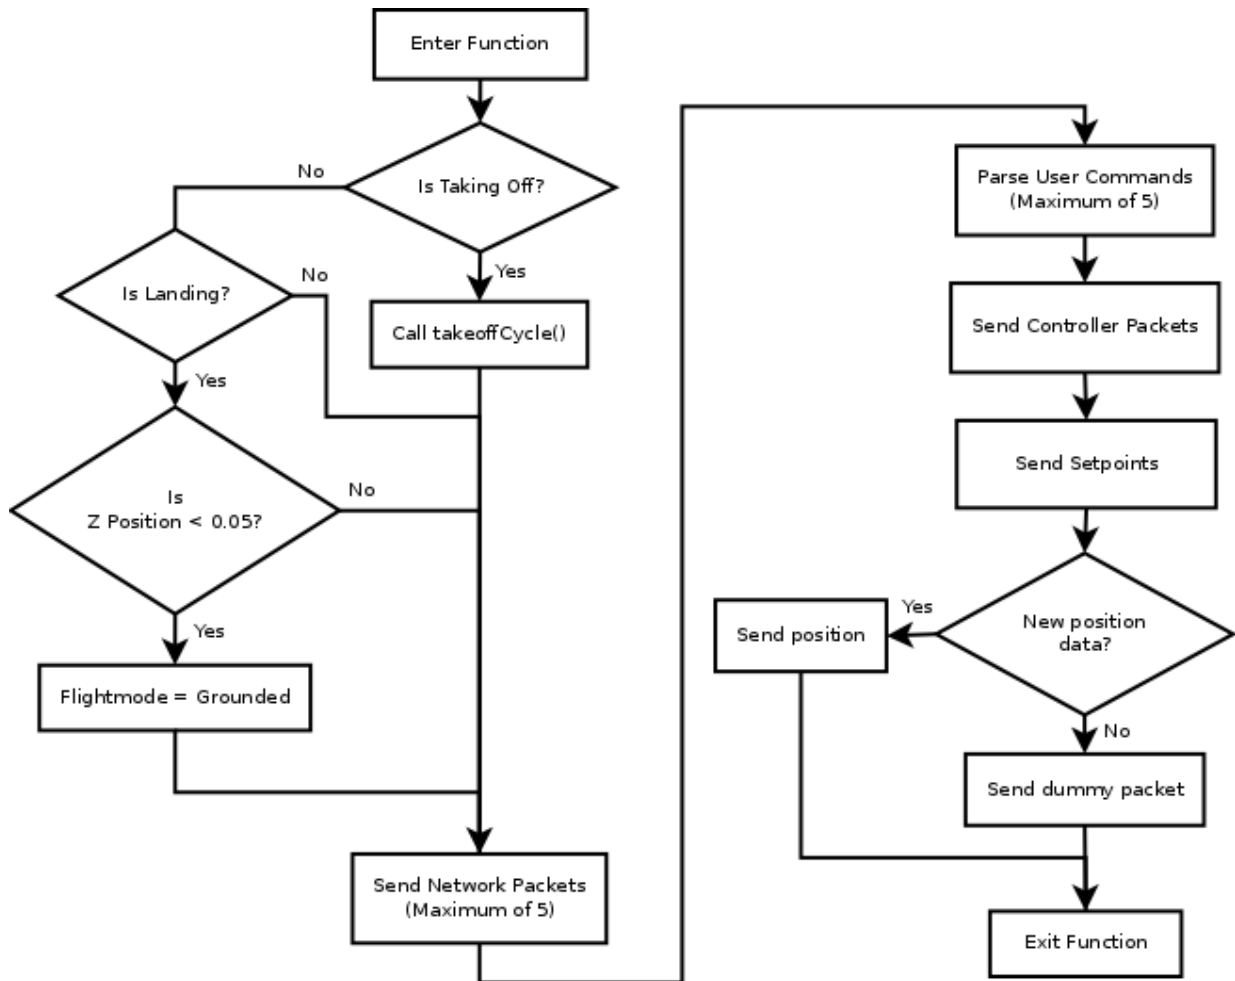 Enter Function
Is Taking Off?
No
Yes
Is Landing?
No
Call takeoffCycle()
Yes
Is
Z Position < 0.05?
No
Yes
Flightmode = Grounded
Send Network Packets
(Maximum of 5)
Parse User Commands
(Maximum of 5)
Send Controller Packets
Send Setpoints
New position
data?
Yes
Send position
No
Send dummy packet
Exit Function